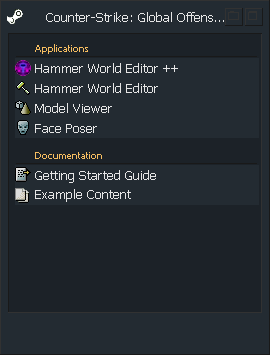 Counter-Strike: Global Offens...
Applications
Hammer World Editor ++
Hammer World Editor
Model Viewer
Face Poser
Documentation
Getting Started Guide
Example Content